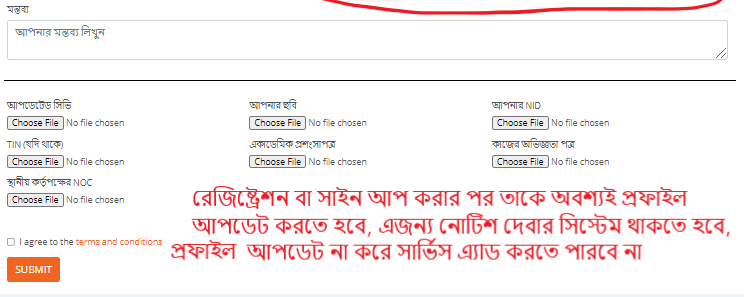 মন্তব্য
আপনার মন্তব্য লিখুন
আপডেটেড সিভি
আপনার ছবি
আপনার NID
Choose File No file chosen
Choose File No file chosen
Choose File No file chosen
TIN (যদি থাকে)
একাডেমিক প্রশংসাপত্র
কাজের অভিজ্ঞতা পত্র
Choose File No file chosen
Choose File No file chosen
Choose File No file chosen
স্থানীয় কর্তৃপক্ষের NOC
Choose File No file chosen
রেজিষ্ট্রেশন বা সাইন আপ করার পর তাকে অবশ্যই প্রফাইল
আপডেট করতে হবে, এজন্য নোটিশ দেবার সিস্টেম থাকতে হবে,
প্রফাইল আপডেট না করে সার্ভিস এ্যাড করতে পারবে না
I agree to the terms and conditions
SUBMIT